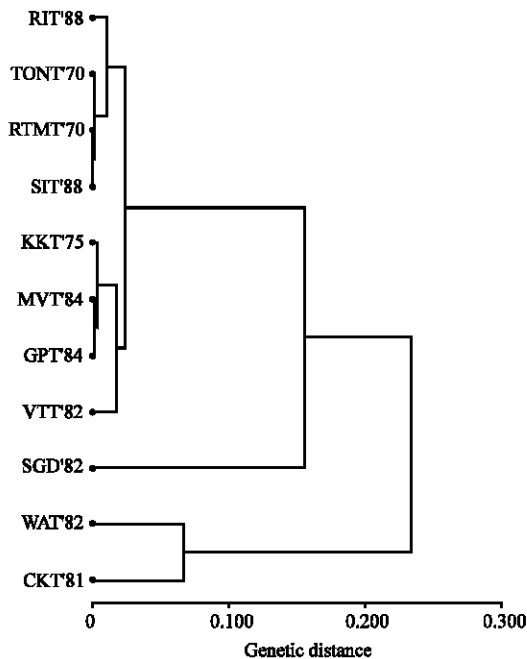 RIT'88
TONT'70
RTMT'70
SIT'88
KKT'75
MVT'84
GPT'84
VTT'82
SGD'82
WAT'82
CKT'81
0 0.100 0.200 0.300
Genetic distance